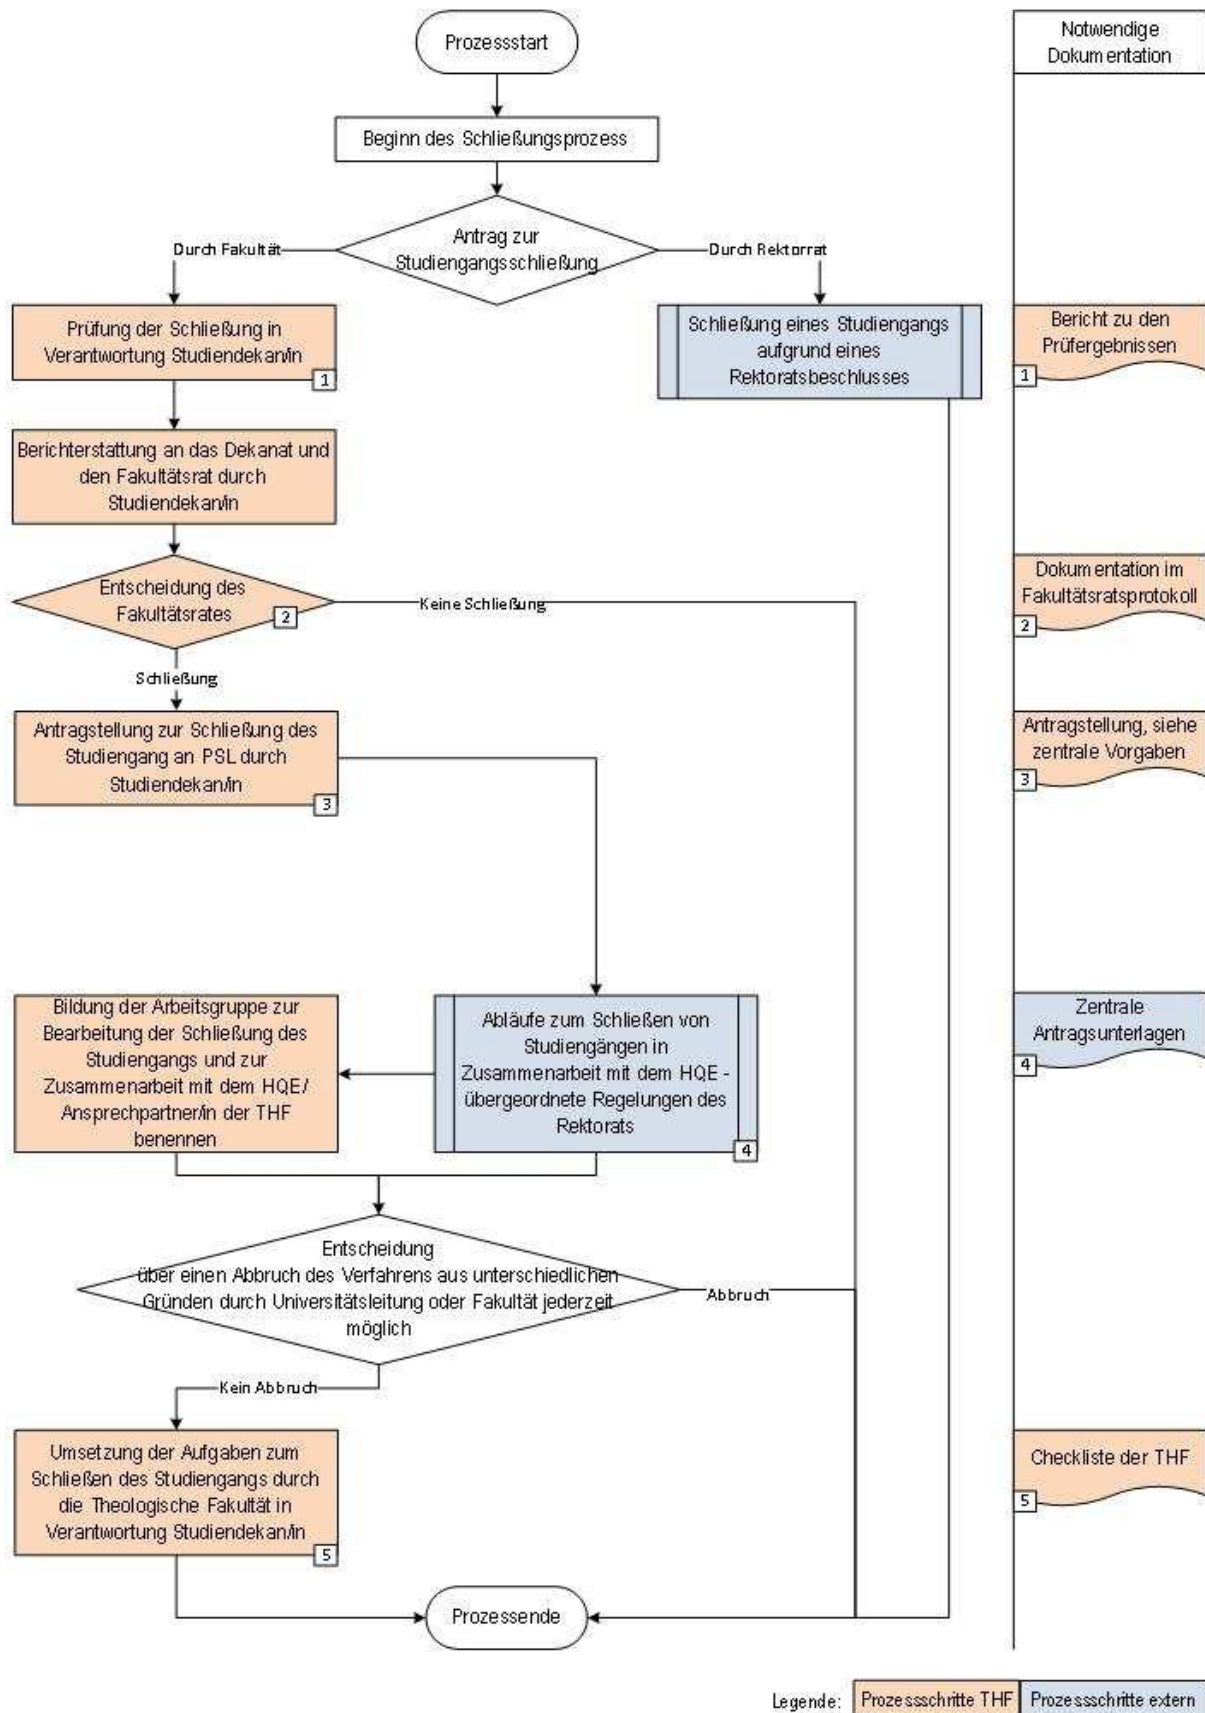 Prozessstart
Notwendige
Dokumentation
Beginn des Schließungsprozess
Antrag zur
Studiengangsschließung
Durch Fakultät
Durch Rektorrat
Prüfung der Schließung in
Verantwortung Studiendekan/in
1
Schließung eines Studiengangs
aufgrund eines
Rektoratsbeschlusses
Bericht zu den
Prüfergebnissen
1
Berichterstattung an das Dekanat und
den Fakultätsrat durch
Studiendekan/in
Entscheidung des
Fakultätsrates
2
Keine Schließung
Dokumentation im
Fakultätsratsprotokoll
2
Schließung
Antragstellung zur Schließung des
Studiengang an PSL durch
Studiendekan/in
3
Antragstellung, siehe
zentrale Vorgaben
3
Bildung der Arbeitsgruppe zur
Bearbeitung der Schließung des
Studiengangs und zur
Zusammenarbeit mit dem HQE/
Ansprechpartner/in der THF
benennen
Abläufe zum Schließen von
Studiengängen in
Zusammenarbeit mit dem HQE -
übergeordnete Regelungen des
Rektorats
4
Zentrale
Antragsunterlagen
4
Entscheidung
über einen Abbruch des Verfahrens aus unterschiedlichen
Gründen durch Universitätsleitung oder Fakultät jederzeit
möglich
Abbruch
Kein Abbruch
Umsetzung der Aufgaben zum
Schließen des Studiengangs durch
die Theologische Fakultät in
Verantwortung Studiendekan/in
5
Checkliste der THF
5
Prozessende
Legende: Prozessschritte THF Prozessschritte extern